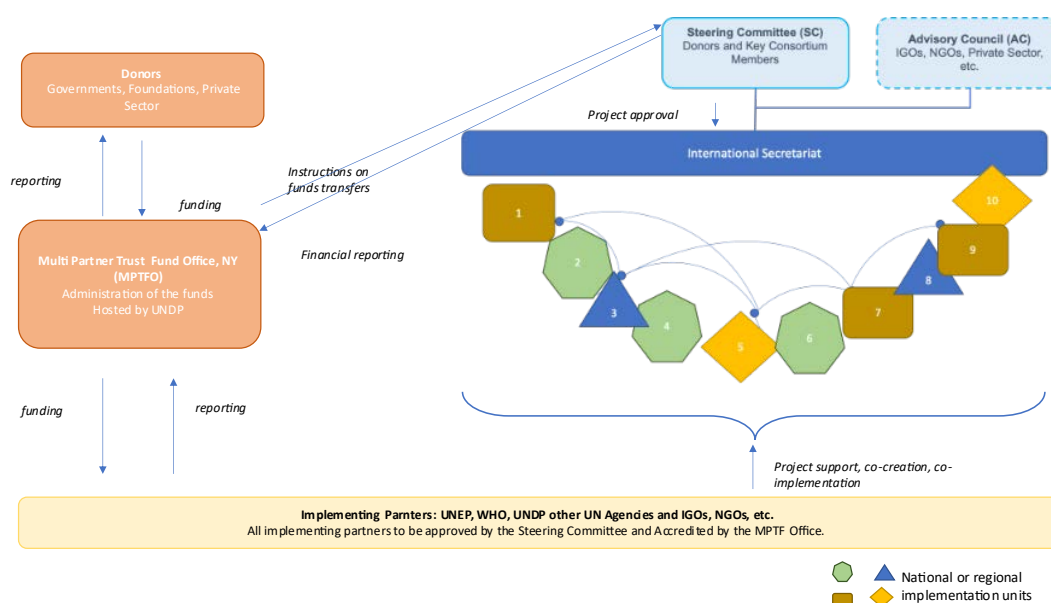 Donors
Governments, Foundations, Private
Sector
reporting
funding
Multi Partner Trust Fund Office, NY
(MPTFO)
Administration of the funds
Hosted by UNDP
funding
reporting
Instructions on
funds transfers
Financial reporting
Steering Committee (SC)
Donors and Key Consortium
Members
Advisory Council (AC)
IGOs, NGOs, Private Sector,
etc.
Project approval
International Secretariat
1
2
3
4
5
6
7
8
9
10
Project support, co-creation, co-
implementation
Implementing Parnters: UNEP, WHO, UNDP other UN Agencies and IGOs, NGOs, etc.
All implementing partners to be approved by the Steering Committee and Accredited by the MPTF Office.
National or regional
implementation units